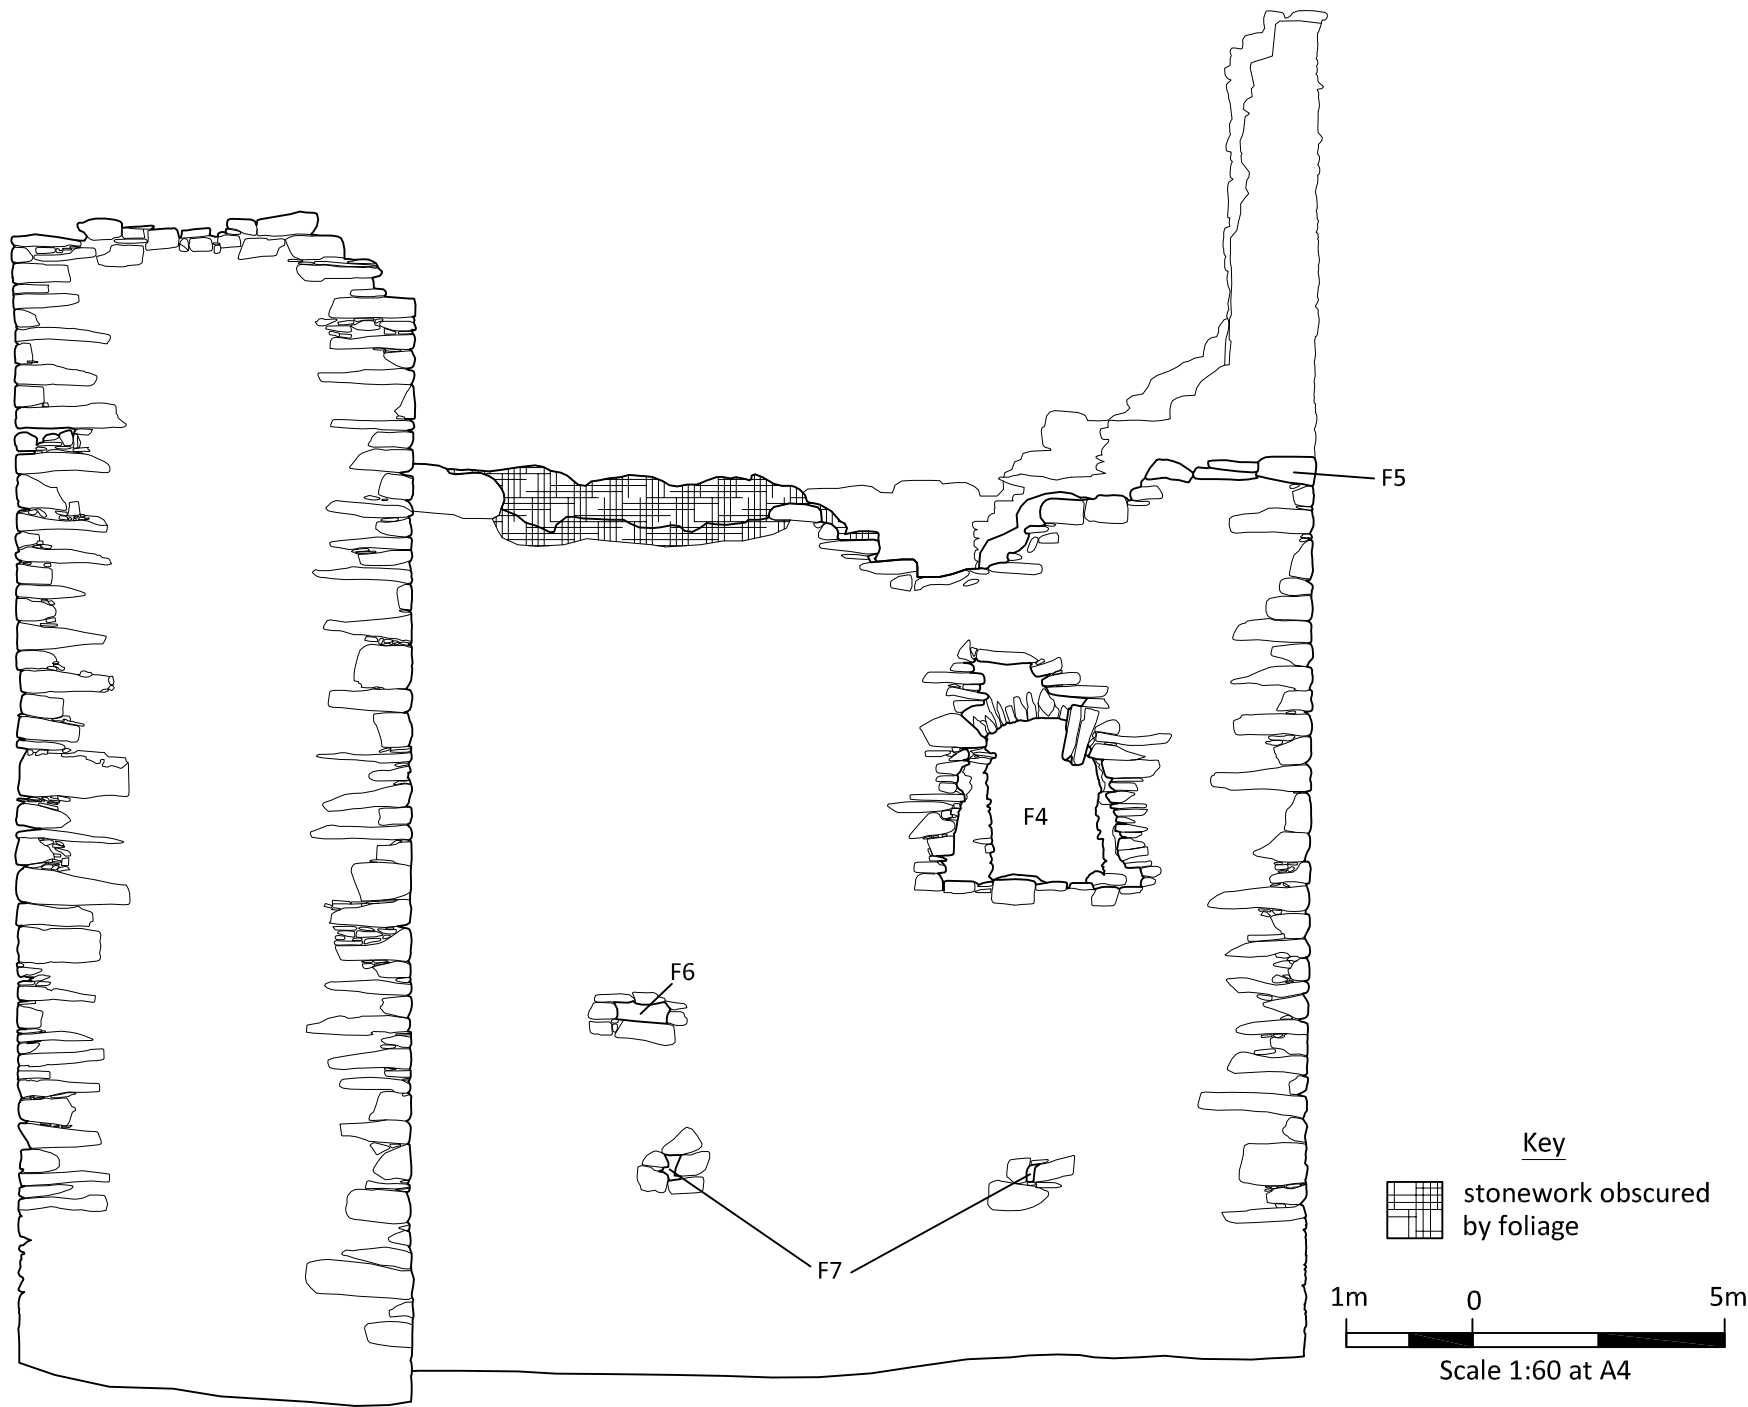 F5
F4
F6
F7
Key
stonework obscured
by foliage
1m 0 5m
Scale 1:60 at A4